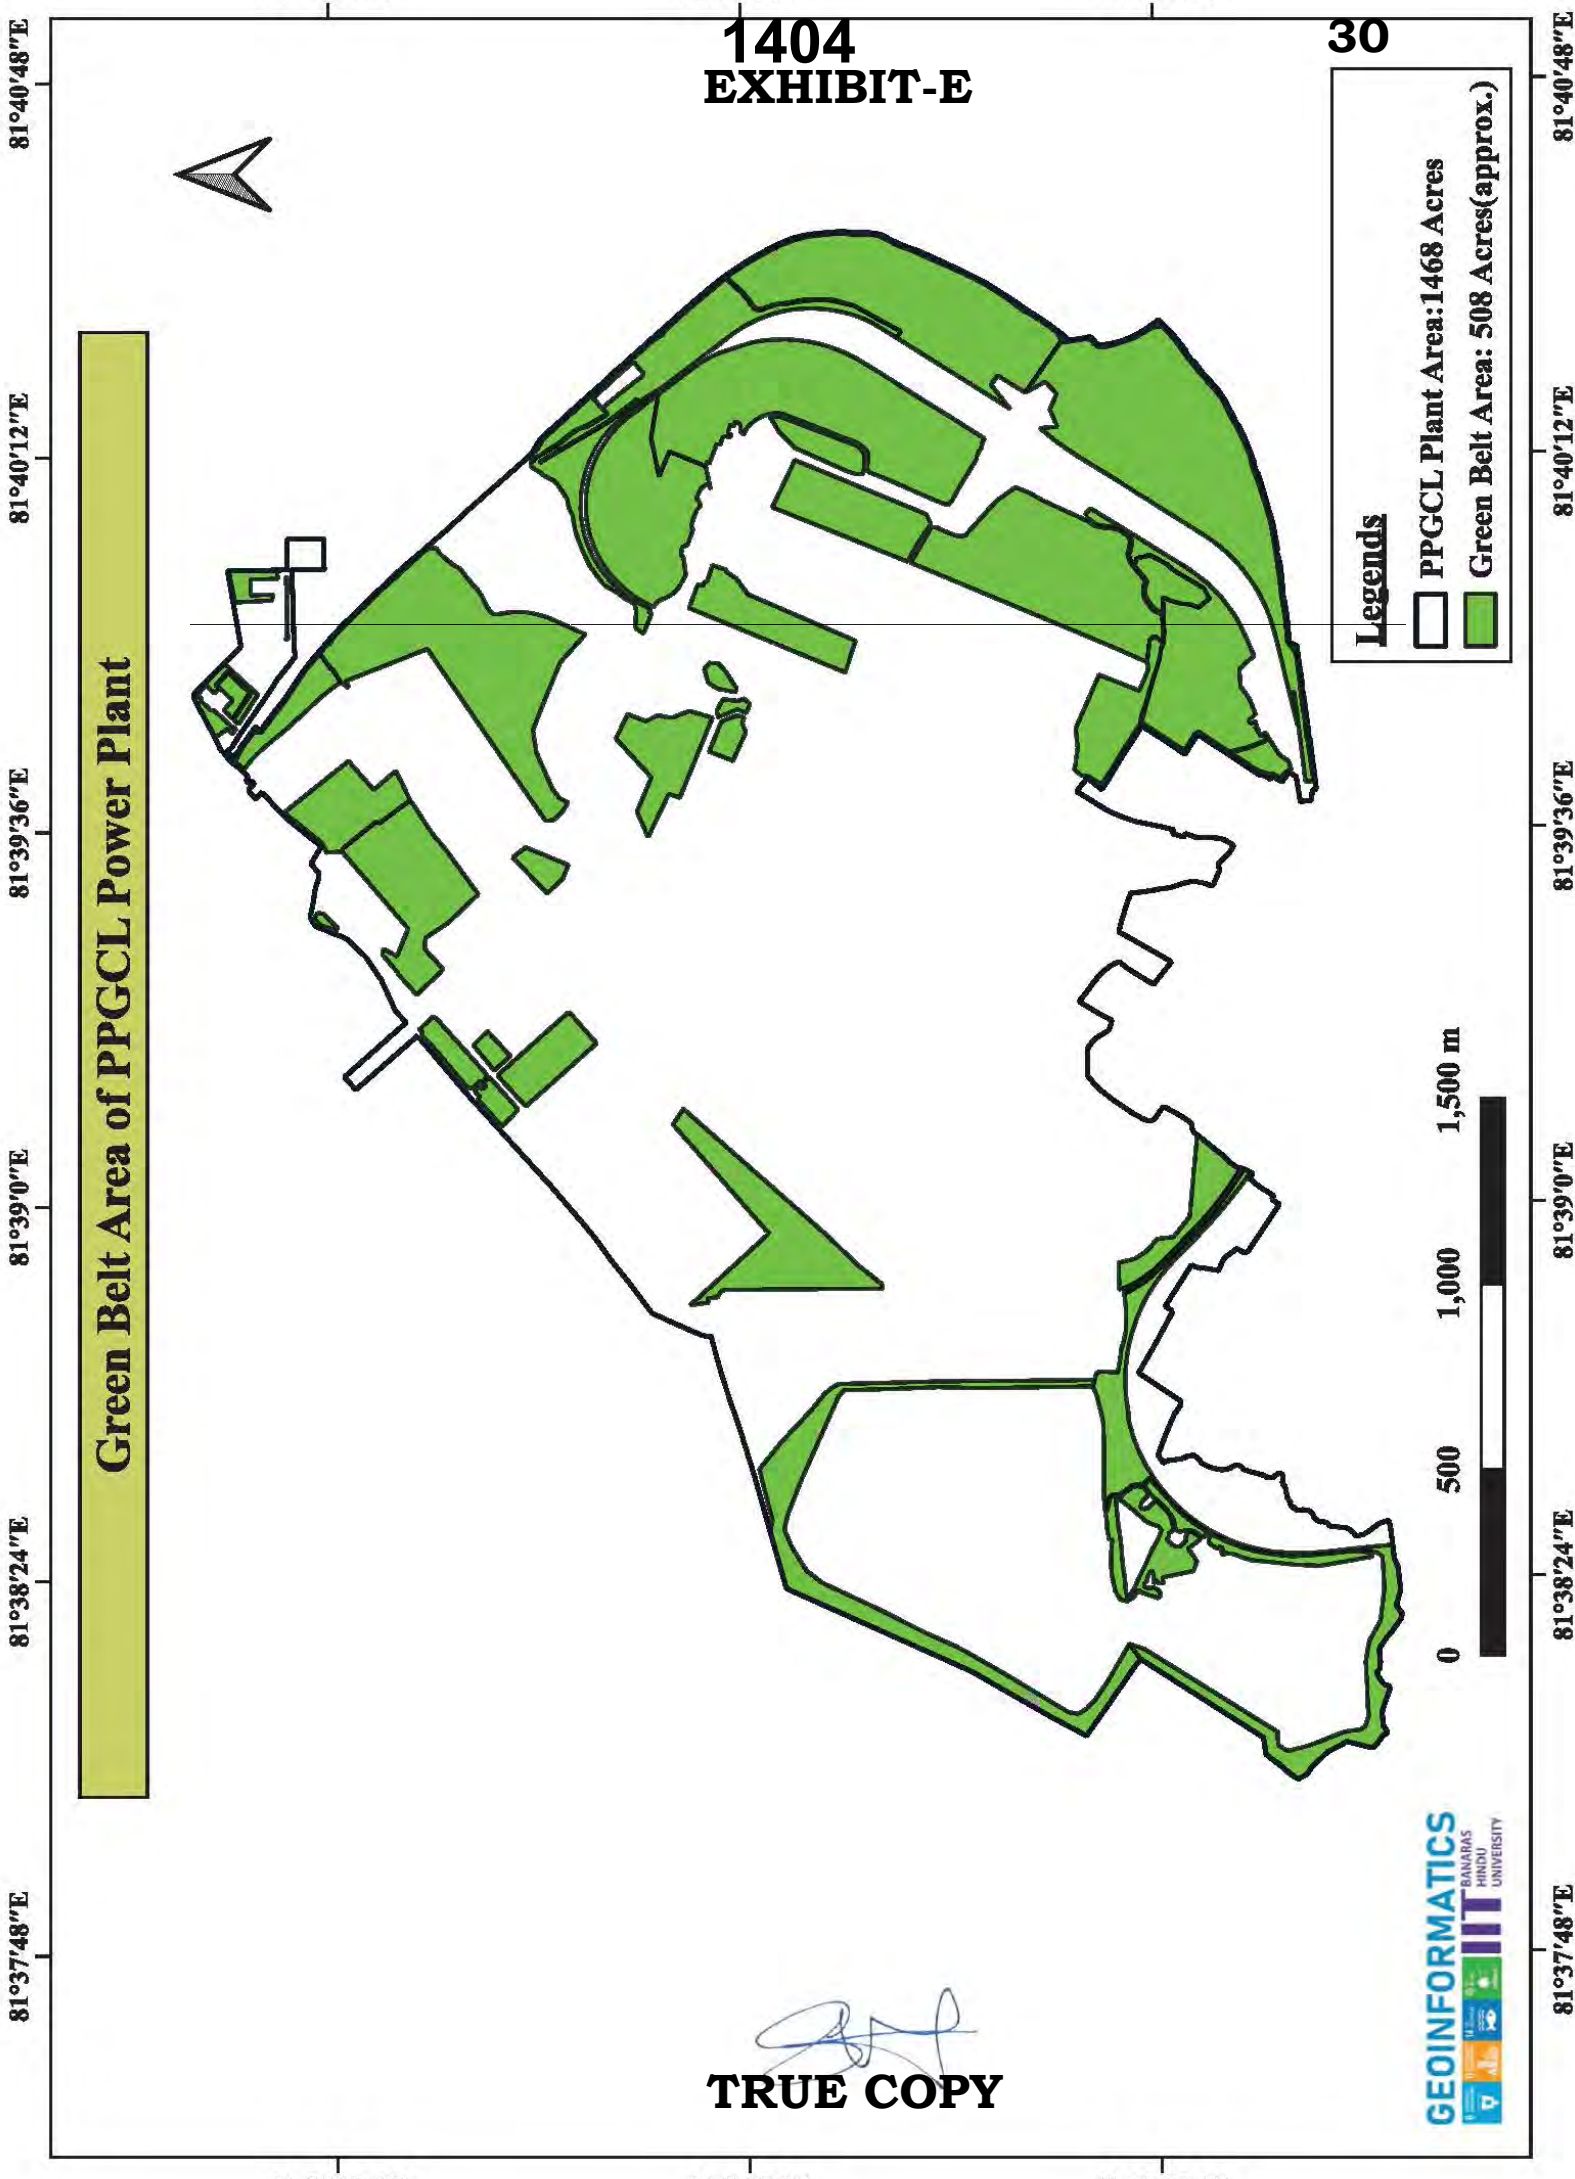 1404
30
EXHIBIT-E
Green Belt Area of PPGCL Power Plant
81°37'48"E
81°38'24"E
81°39'0"E
81°39'36"E
81°40'12"E
81°40'48"E
Legends
PPGCL Plant Area:1468 Acres
Green Belt Area: 508 Acres(approx.)
0
500
1,000
1,500 m
GEOINFORMATICS
IIT
BANARAS
HINDU
UNIVERSITY
81°37'48"E
81°38'24"E
81°39'0"E
81°39'36"E
81°40'12"E
81°40'48"E
TRUE COPY